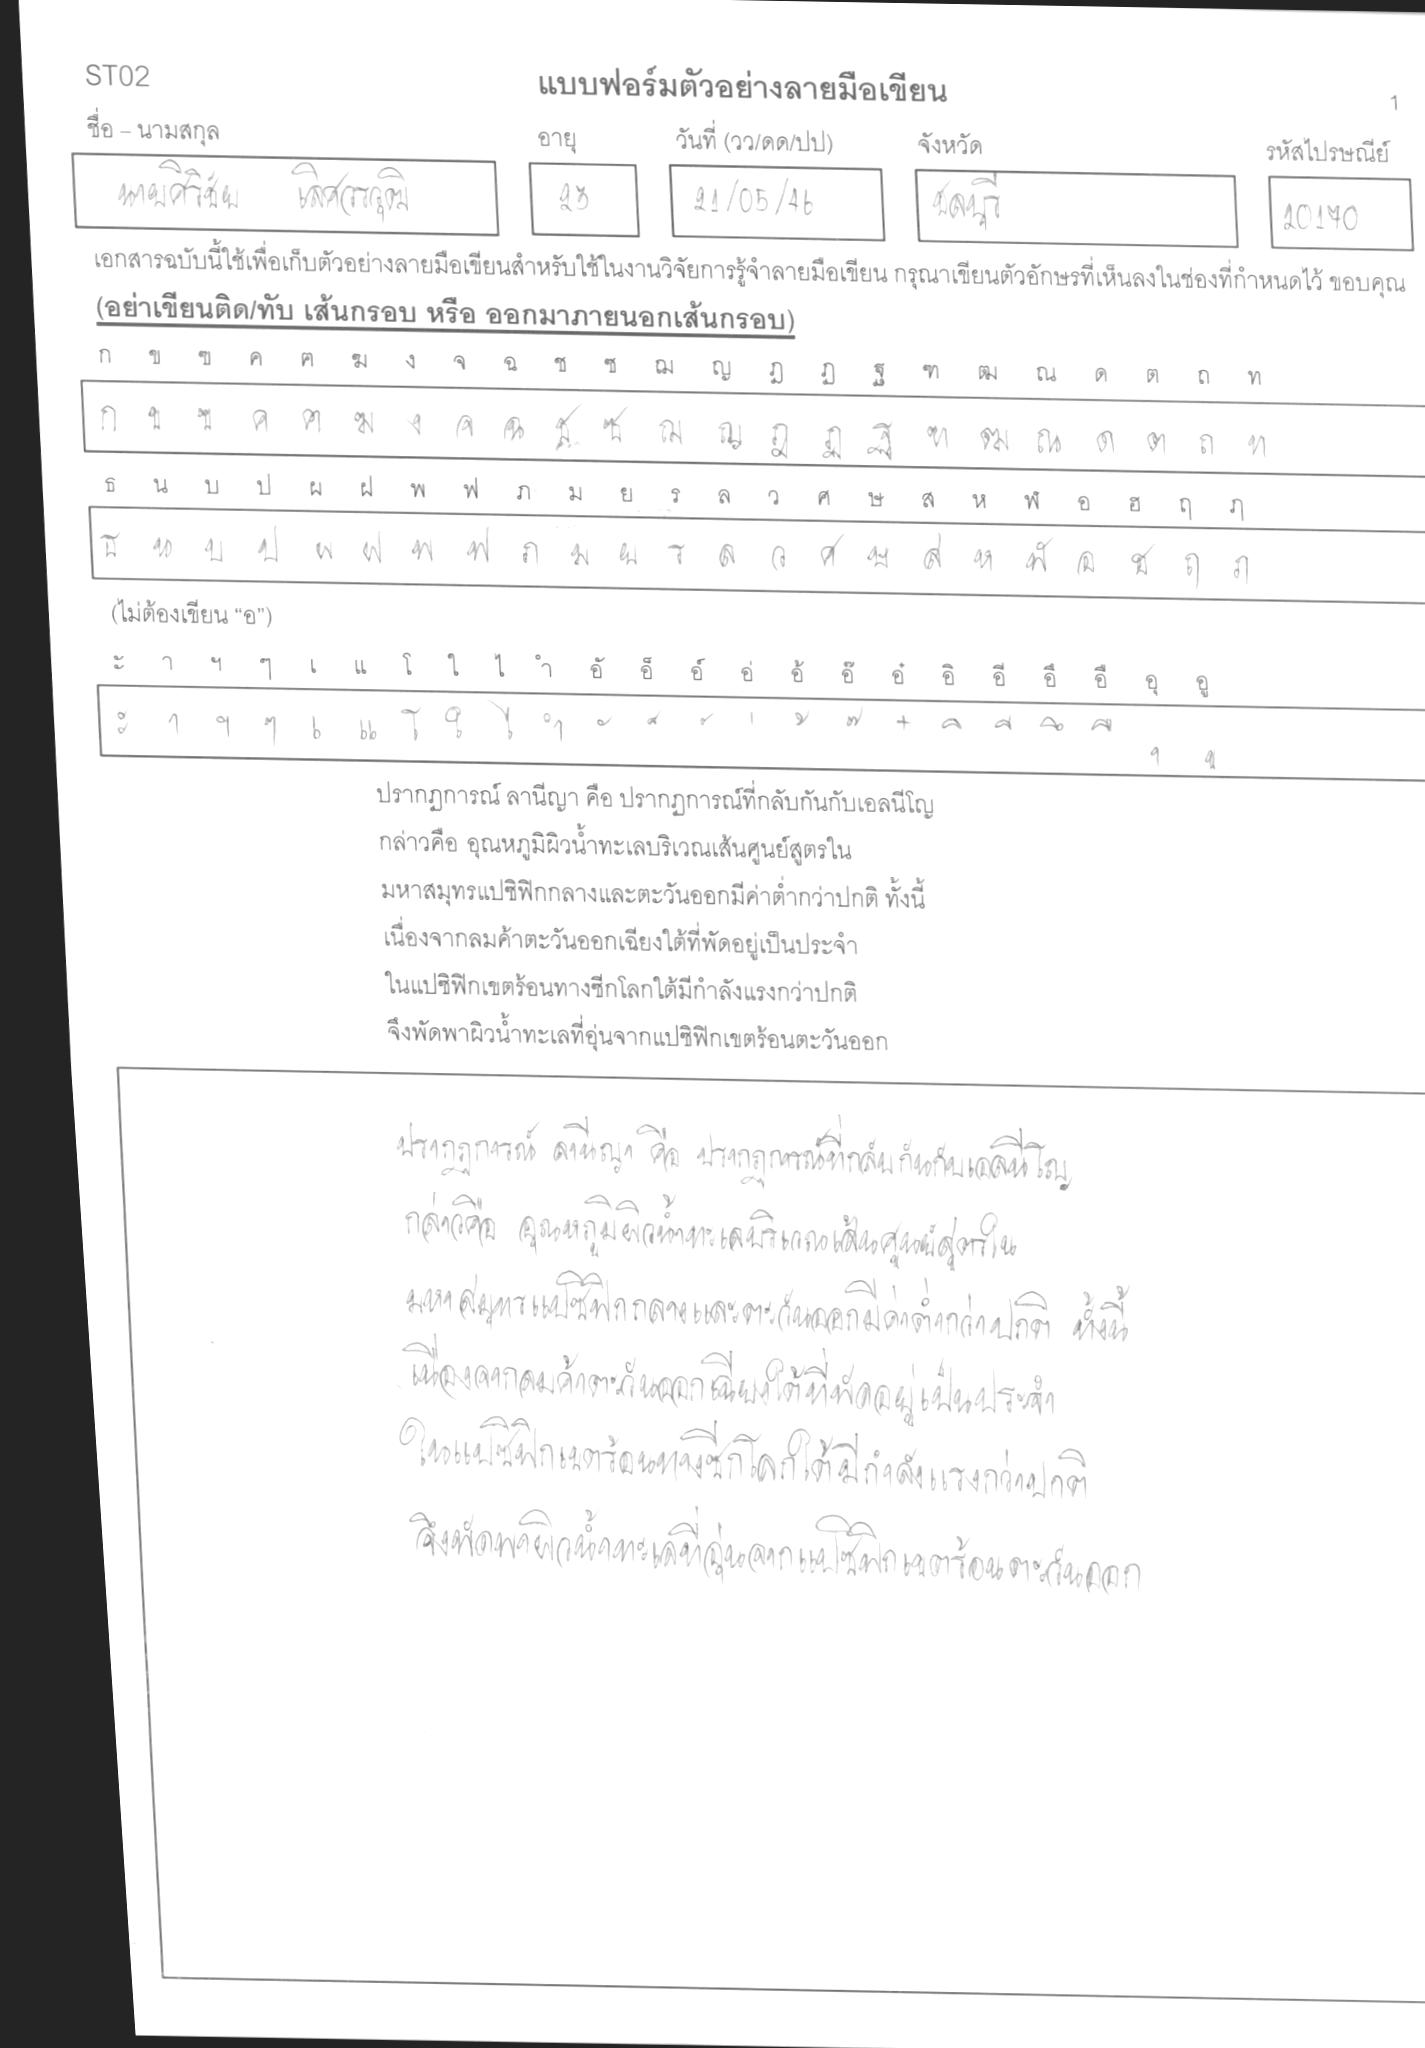 ST02
แบบฟอร์มตัวอย่างลายมือเขียน
1
ชื่อ – นามสกุล อายุ วันที่ (วว/ดด/ปป) จังหวัด รหัสไปรษณีย์
นายศิริชัย 23 21/05/46 ชลบุรี 20170
เอกสารฉบับนี้ใช้เพื่อเก็บตัวอย่างลายมือเขียนสำหรับใช้ในงานวิจัยการรู้จำลายมือเขียน กรุณาเขียนตัวอักษรที่เห็นลงในช่องที่กำหนดไว้ ขอบคุณ
(อย่าเขียนติด/ทับ เส้นกรอบ หรือ ออกมาภายนอกเส้นกรอบ)
ก ข ฃ ค ฅ ฆ ง จ ฉ ช ซ ฌ ญ ฎ ฏ ฐ ฑ ฒ ณ ด ต ถ ท
ก ข ฃ ค ฅ ฆ ง จ ฉ ช ซ ฌ ญ ฎ ฏ ฐ ฑ ฒ ณ ด ต ถ ท
ธ น บ ป ผ ฝ พ ฟ ภ ม ย ร ล ว ศ ษ ส ห ฬ อ ฮ ฤ ฦ
ธ น บ ป ผ ฝ พ ฟ ภ ม ย ร ล ว ศ ษ ส ห ฬ อ ฮ ฤ ฦ
(ไม่ต้องเขียน “อ”)
ะ า ฯ ๆ เ แ โ ใ ไ ำ อั อ็ อ์ อ่ อ้ อ๊ อ๋ อิ อี อึ อื อุ อู
ะ า ฯ ๆ เ แ โ ใ ไ ำ ั ็ ์ ่ ้ ๊ ๋ ิ ี ึ ื ุ ู
ปรากฏการณ์ ลานีญา คือ ปรากฏการณ์ที่กลับกันกับเอลนีโญ
กล่าวคือ อุณหภูมิผิวน้ำทะเลบริเวณเส้นศูนย์สูตรใน
มหาสมุทรแปซิฟิกกลางและตะวันออกมีค่าต่ำกว่าปกติ ทั้งนี้
เนื่องจากลมค้าตะวันออกเฉียงใต้ที่พัดอยู่เป็นประจำ
ในแปซิฟิกเขตร้อนทางซีกโลกใต้มีกำลังแรงกว่าปกติ
จึงพัดพาผิวน้ำทะเลที่อุ่นจากแปซิฟิกเขตร้อนตะวันออก
ปรากฏการณ์ ลานีญา คือ ปรากฏการณ์ที่กลับกันกับเอลนีโญ
กล่าวคือ อุณหภูมิผิวน้ำทะเลบริเวณเส้นศูนย์สูตรใน
มหาสมุทรแปซิฟิกกลางและตะวันออกมีค่าต่ำกว่าปกติ ทั้งนี้
เนื่องจากลมค้าตะวันออกเฉียงใต้ที่พัดอยู่เป็นประจำ
ในแปซิฟิกเขตร้อนทางซีกโลกใต้มีกำลังแรงกว่าปกติ
จึงพัดพาผิวน้ำทะเลที่อุ่นจากแปซิฟิกเขตร้อนตะวันออก